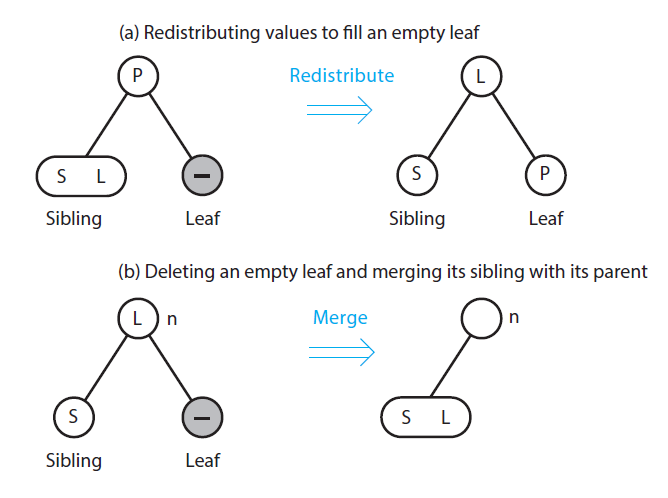 (a) Redistributing values to fill an empty leaf
P
Redistribute
L
S L
–
S
P
Sibling
Leaf
Sibling
Leaf
(b) Deleting an empty leaf and merging its sibling with its parent
L n
Merge
n
S
–
S L
Sibling
Leaf